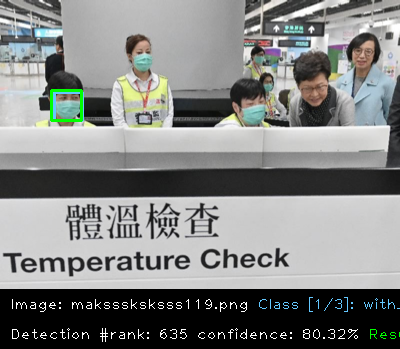 體溫檢查
Temperature Check
Image: maksssksksss119.png Class [1/3]: with_
Detection #rank: 635 confidence: 80.32% Res